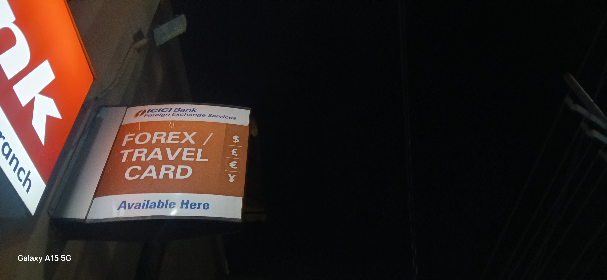 nk
ranch
ICICI Bank
Foreign Exchange Services
FOREX /
TRAVEL
CARD
$
£
€
¥
Available Here
Galaxy A15 5G